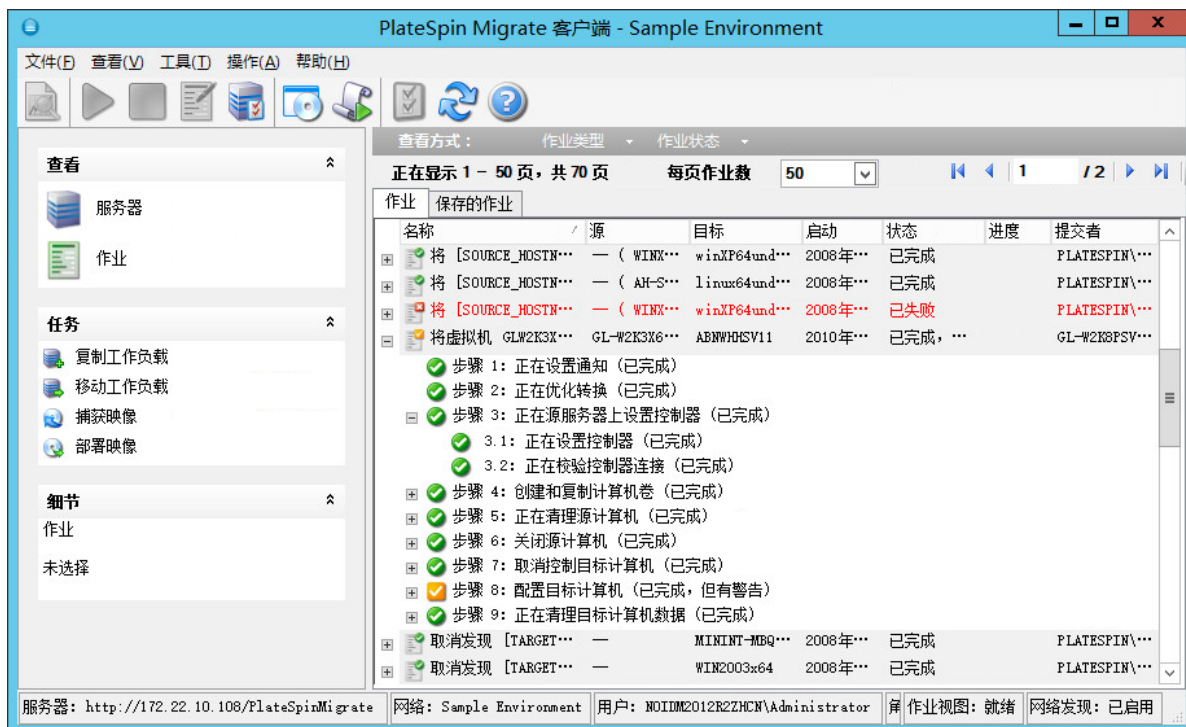 PlateSpin Migrate 客户端 - Sample Environment
文件(F) 查看(V) 工具(T) 操作(A) 帮助(H)
查看方式： 作业类型 作业状态
正在显示 1 - 50 页，共 70 页 每页作业数 50 1 / 2
作业 保存的作业
查看
服务器
作业
任务
复制工作负载
移动工作负载
捕获映像
部署映像
细节
作业
未选择
名称 源 目标 启动 状态 进度 提交者
将 [SOURCE_HOSTN… — ( WINX… winXP64und… 2008年… 已完成 PLATESPIN\…
将 [SOURCE_HOSTN… — ( AH-S… linux64und… 2008年… 已完成 PLATESPIN\…
将 [SOURCE_HOSTN… — ( WINX… winXP64und… 2008年… 已失败 PLATESPIN\…
将虚拟机 GLW2K3X… GL-W2K3X6… ABNWHHSV11 2010年… 已完成，… GL-W2K8PSV…
步骤 1: 正在设置通知 (已完成)
步骤 2: 正在优化转换 (已完成)
步骤 3: 正在源服务器上设置控制器 (已完成)
3.1: 正在设置控制器 (已完成)
3.2: 正在校验控制器连接 (已完成)
步骤 4: 创建和复制计算机卷 (已完成)
步骤 5: 正在清理源计算机 (已完成)
步骤 6: 关闭源计算机 (已完成)
步骤 7: 取消控制目标计算机 (已完成)
步骤 8: 配置目标计算机 (已完成，但有警告)
步骤 9: 正在清理目标计算机数据 (已完成)
取消发现 [TARGET… — MININT-MBQ… 2008年… 已完成 PLATESPIN\…
取消发现 [TARGET… — WIN2003x64 2008年… 已完成 PLATESPIN\…
服务器: http://172.22.10.108/PlateSpinMigrate 网络: Sample Environment 用户: NOIDM2012R2ZHCN\Administrator 作业视图: 就绪 网络发现: 已启用